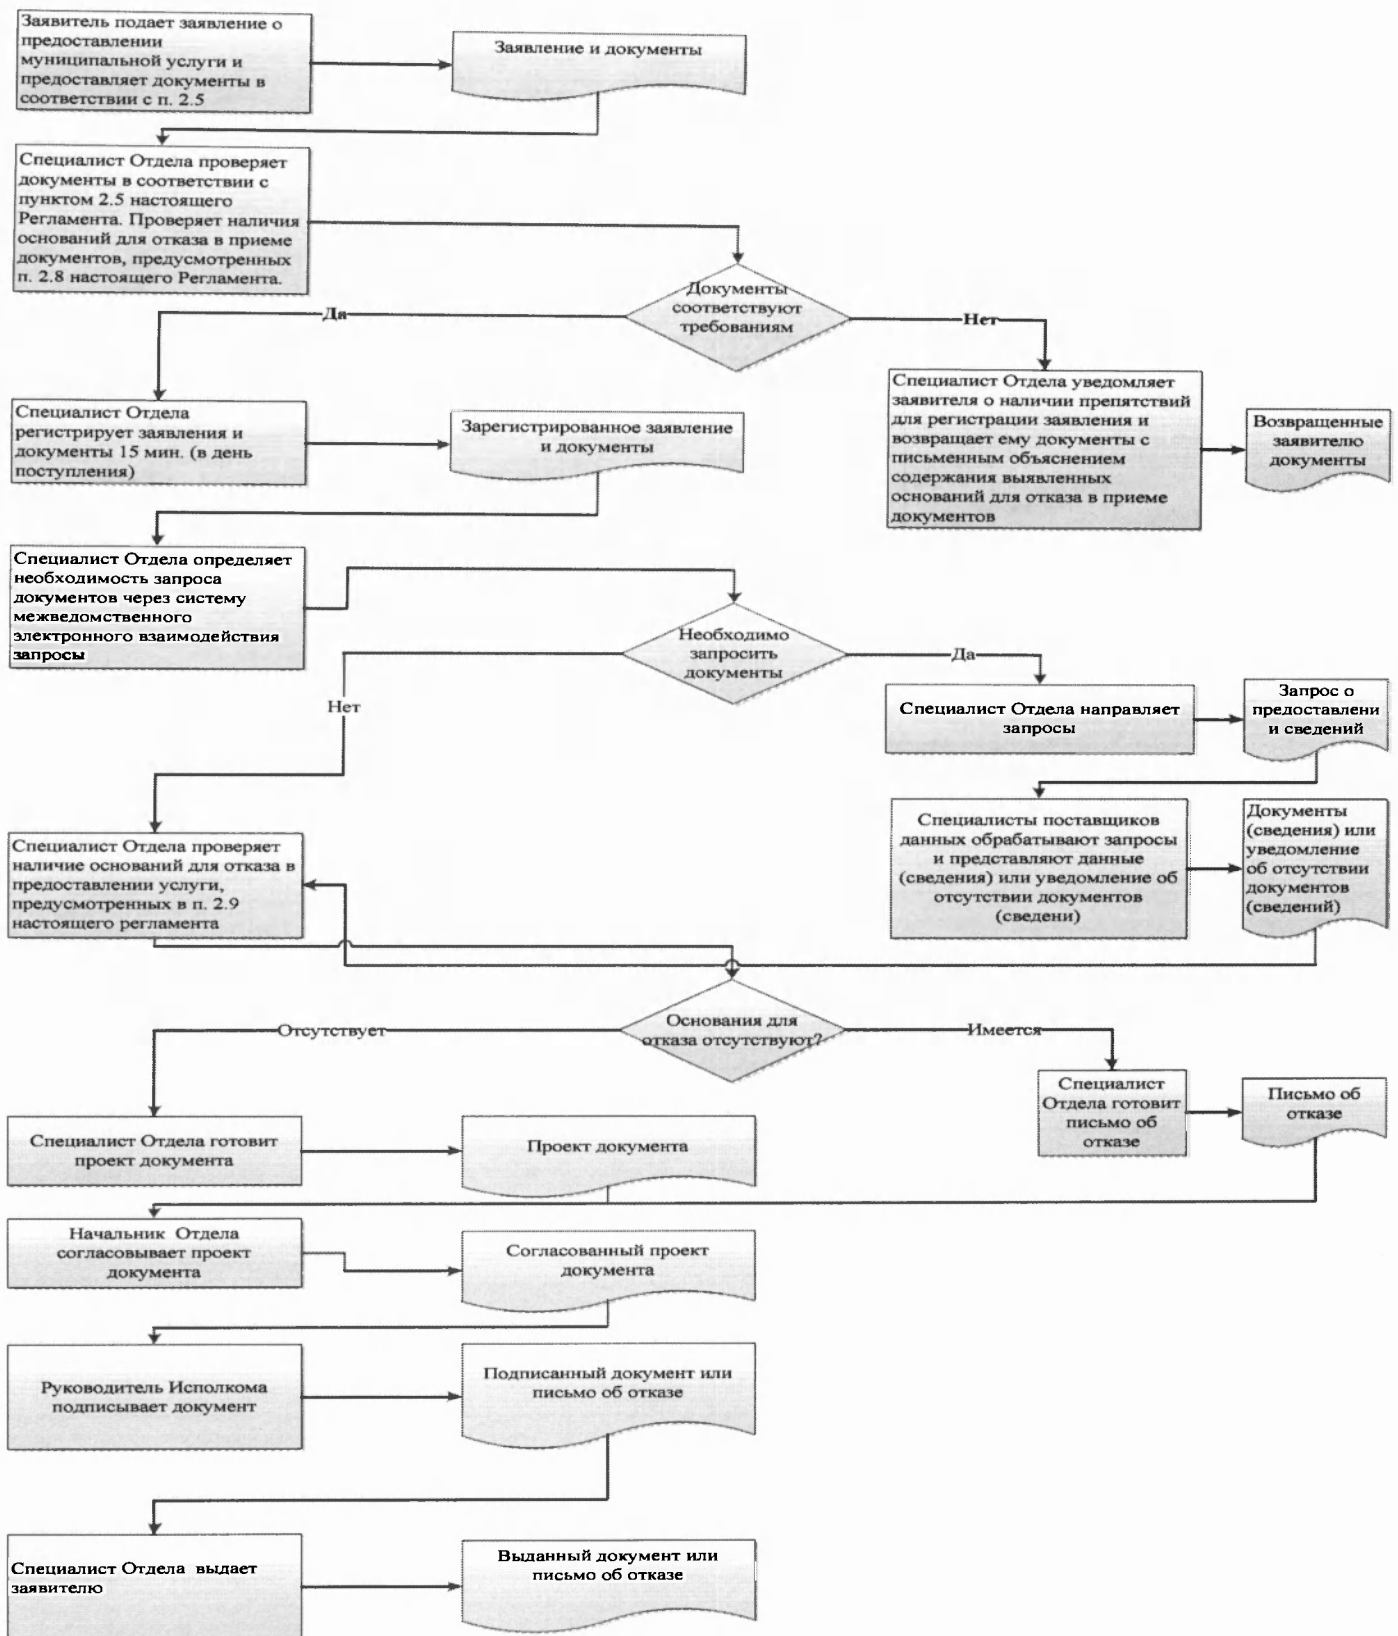 Заявитель подает заявление о
предоставлении
муниципальной услуги и
предоставляет документы в
соответствии с п. 2.5
Заявление и документы
Специалист Отдела проверяет
документы в соответствии с
пунктом 2.5 настоящего
Регламента. Проверяет наличия
оснований для отказа в приеме
документов, предусмотренных
п. 2.8 настоящего Регламента.
Документы
соответствуют
требованиям
Да
Нет
Специалист Отдела
регистрирует заявления и
документы 15 мин. (в день
поступления)
Зарегистрированное заявление
и документы
Специалист Отдела уведомляет
заявителя о наличии препятствий
для регистрации заявления и
возвращает ему документы с
письменным объяснением
содержания выявленных
оснований для отказа в приеме
документов
Возвращенные
заявителю
документы
Специалист Отдела определяет
необходимость запроса
документов через систему
межведомственного
электронного взаимодействия
запросы
Необходимо
запросить
документы
Да
Нет
Специалист Отдела направляет
запросы
Запрос о
предоставлени
и сведений
Специалист Отдела проверяет
наличие оснований для отказа в
предоставлении услуги,
предусмотренных в п. 2.9
настоящего регламента
Специалисты поставщиков
данных обрабатывают запросы
и представляют данные
(сведения) или уведомление об
отсутствии документов
(сведени)
Документы
(сведения) или
уведомление
об отсутствии
документов
(сведений)
Основания для
отказа отсутствуют?
Отсутствует
Имеется
Специалист
Отдела готовит
письмо об
отказе
Письмо об
отказе
Специалист Отдела готовит
проект документа
Проект документа
Начальник Отдела
согласовывает проект
документа
Согласованный проект
документа
Руководитель Исполкома
подписывает документ
Подписанный документ или
письмо об отказе
Специалист Отдела выдает
заявителю
Выданный документ или
письмо об отказе